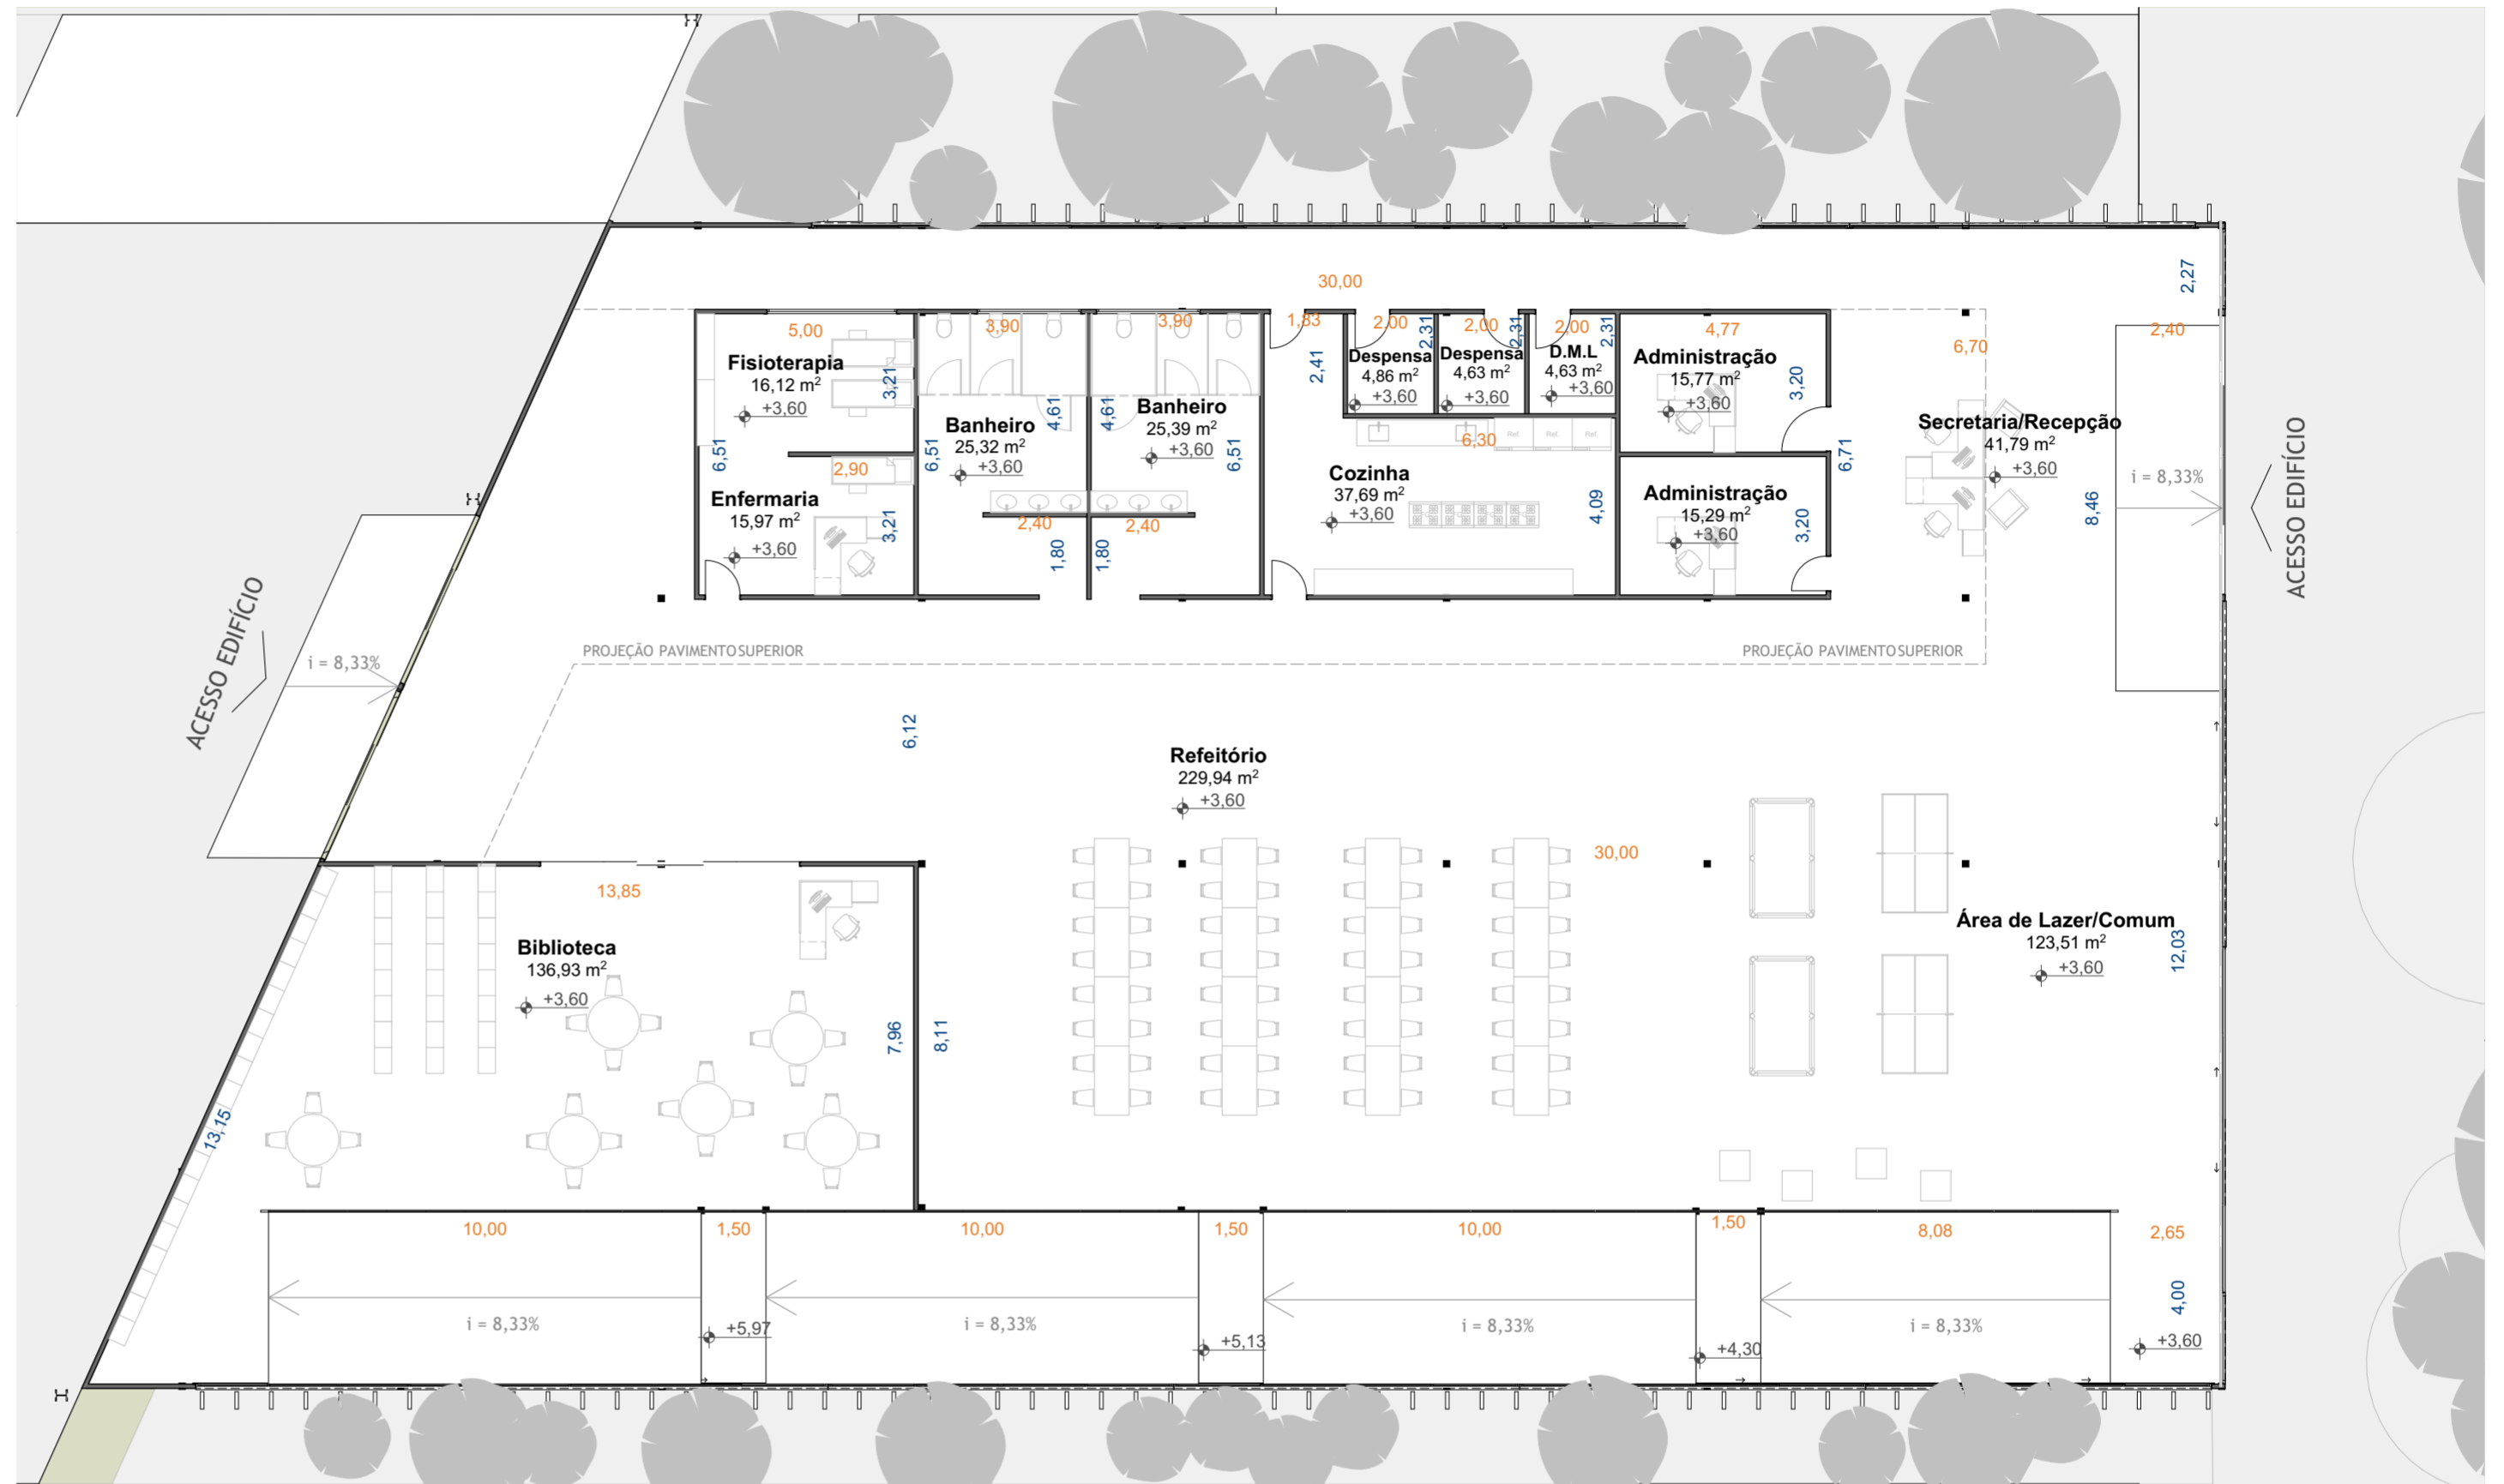 30,00
2,27
5,00
3,90
3,90
1,83
2,00
2,31
2,00
2,31
2,00
2,31
4,77
2,40
6,70
Fisioterapia
16,12 m²
+3,60
3,21
6,51
2,90
Enfermaria
15,97 m²
+3,60
3,21
Banheiro
25,32 m²
+3,60
6,51
4,61
2,40
1,80
Banheiro
25,39 m²
+3,60
4,61
6,51
2,40
1,80
2,41
Despensa
4,86 m²
+3,60
Despensa
4,63 m²
+3,60
D.M.L
4,63 m²
+3,60
6,30
Ref.
Ref.
Ref.
Cozinha
37,69 m²
+3,60
4,09
Administração
15,77 m²
+3,60
3,20
Administração
15,29 m²
+3,60
3,20
6,71
Secretaria/Recepção
41,79 m²
+3,60
8,46
i = 8,33%
ACESSO EDIFÍCIO
ACESSO EDIFÍCIO
i = 8,33%
PROJEÇÃO PAVIMENTO SUPERIOR
PROJEÇÃO PAVIMENTO SUPERIOR
6,12
Refeitório
229,94 m²
+3,60
30,00
13,85
Biblioteca
136,93 m²
+3,60
7,96
8,11
13,15
Área de Lazer/Comum
123,51 m²
+3,60
12,03
10,00
1,50
10,00
1,50
10,00
1,50
8,08
2,65
4,00
i = 8,33%
+5,97
i = 8,33%
+5,13
i = 8,33%
+4,30
i = 8,33%
+3,60